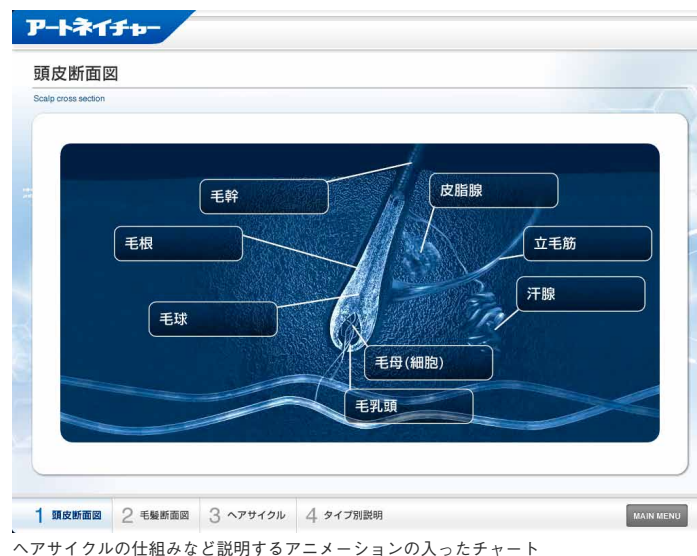 アートネイチャー
頭皮断面図
Scalp cross section
毛幹
皮脂腺
毛根
立毛筋
汗腺
毛球
毛母(細胞)
毛乳頭
1 頭皮断面図 2 毛髪断面図 3 ヘアサイクル 4 タイプ別説明 MAIN MENU
ヘアサイクルの仕組みなど説明するアニメーションの入ったチャート